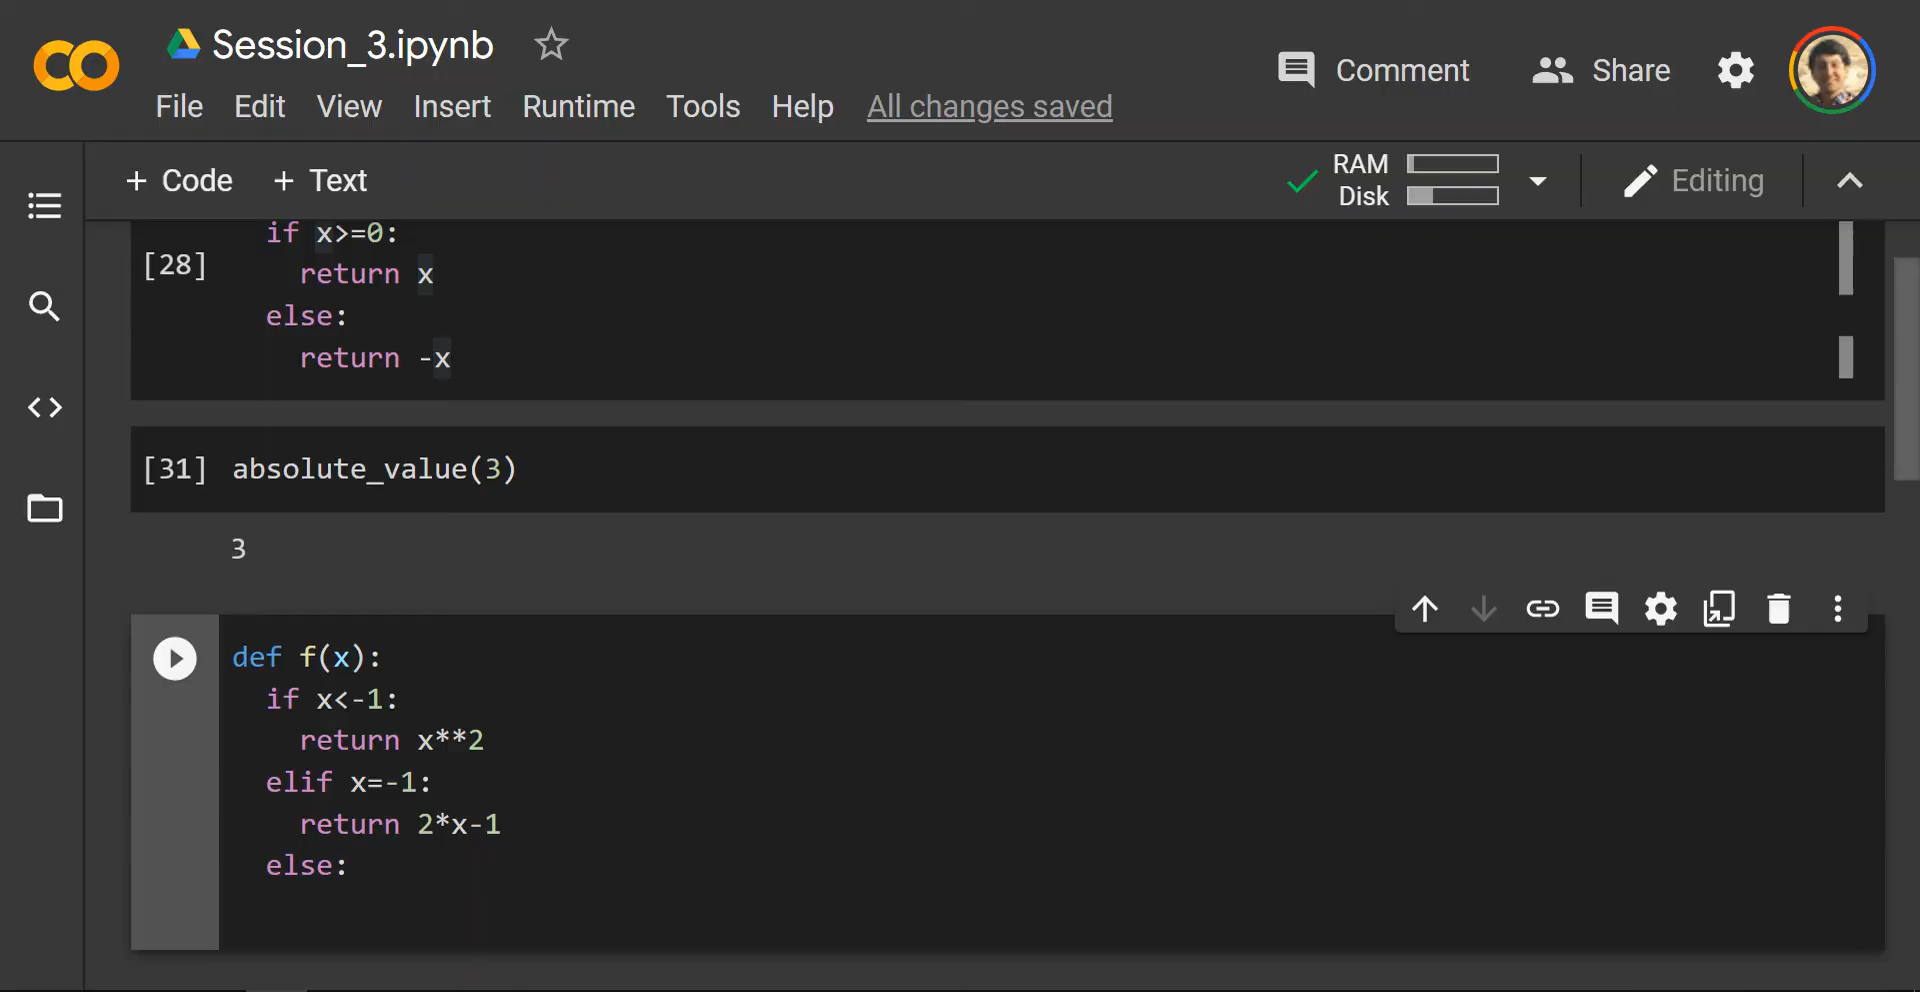 Session_3.ipynb
Comment
Share
File Edit View Insert Runtime Tools Help All changes saved
+ Code + Text
RAM
Disk
Editing
if x>=0:
[28]
return x
else:
return -x
[31] absolute_value(3)
3
def f(x):
if x<-1:
return x**2
elif x=-1:
return 2*x-1
else: